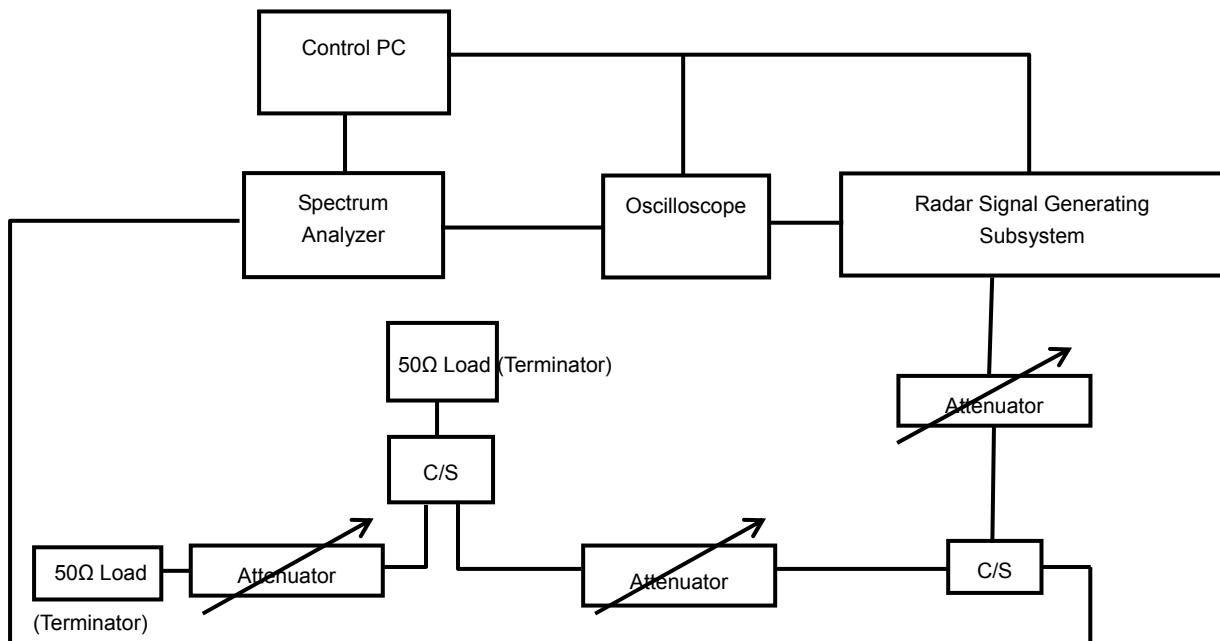 Control PC
Spectrum
Analyzer
Oscilloscope
Radar Signal Generating
Subsystem
50Ω Load (Terminator)
Attenuator
C/S
50Ω Load
(Terminator)
Attenuator
Attenuator
C/S